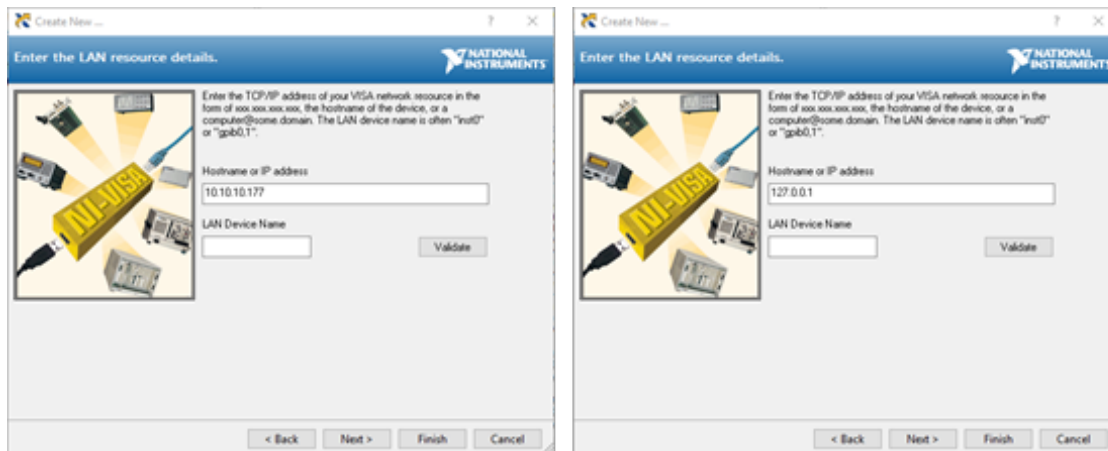 Create New ...
Enter the LAN resource details.
NATIONAL
INSTRUMENTS
Enter the TCP/IP address of your VISA network resource in the
form of xxx.xxx.xxx.xxx, the hostname of the device, or a
computer@some.domain. The LAN device name is often "inst0"
or "gpib0,1".
NI-VISA
Hostname or IP address
10.10.10.177
LAN Device Name
Validate
< Back Next > Finish Cancel
Create New ...
Enter the LAN resource details.
NATIONAL
INSTRUMENTS
Enter the TCP/IP address of your VISA network resource in the
form of xxx.xxx.xxx.xxx, the hostname of the device, or a
computer@some.domain. The LAN device name is often "inst0"
or "gpib0,1".
NI-VISA
Hostname or IP address
127.0.0.1
LAN Device Name
Validate
< Back Next > Finish Cancel